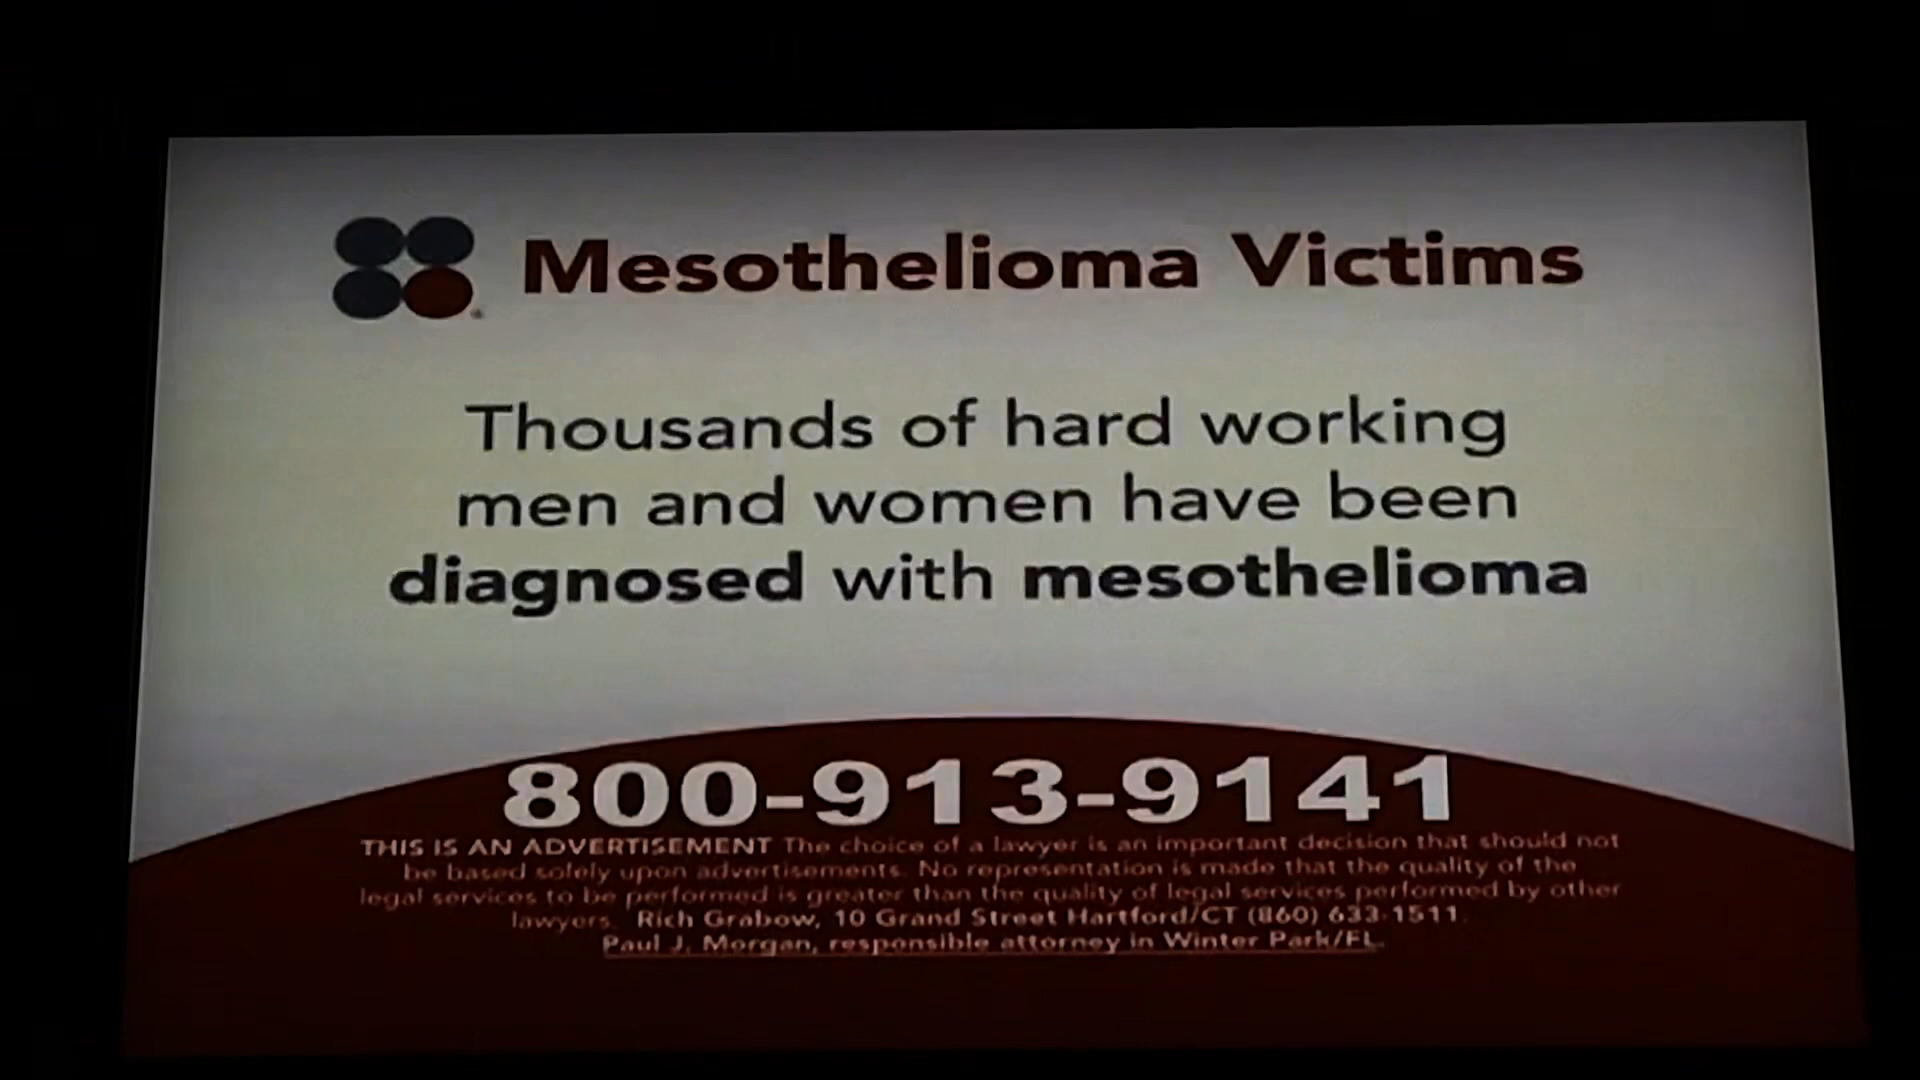 Mesothelioma Victims
Thousands of hard working
men and women have been
diagnosed with mesothelioma
800-913-9141
THIS IS AN ADVERTISEMENT The choice of a lawyer is an important decision that should not
be based solely upon advertisements. No representation is made that the quality of the
legal services to be performed is greater than the quality of legal services performed by other
lawyers. Rich Grabow, 10 Grand Street Hartford/CT (860) 633-1511.
Paul J. Morgan, responsible attorney in Winter Park/FL.